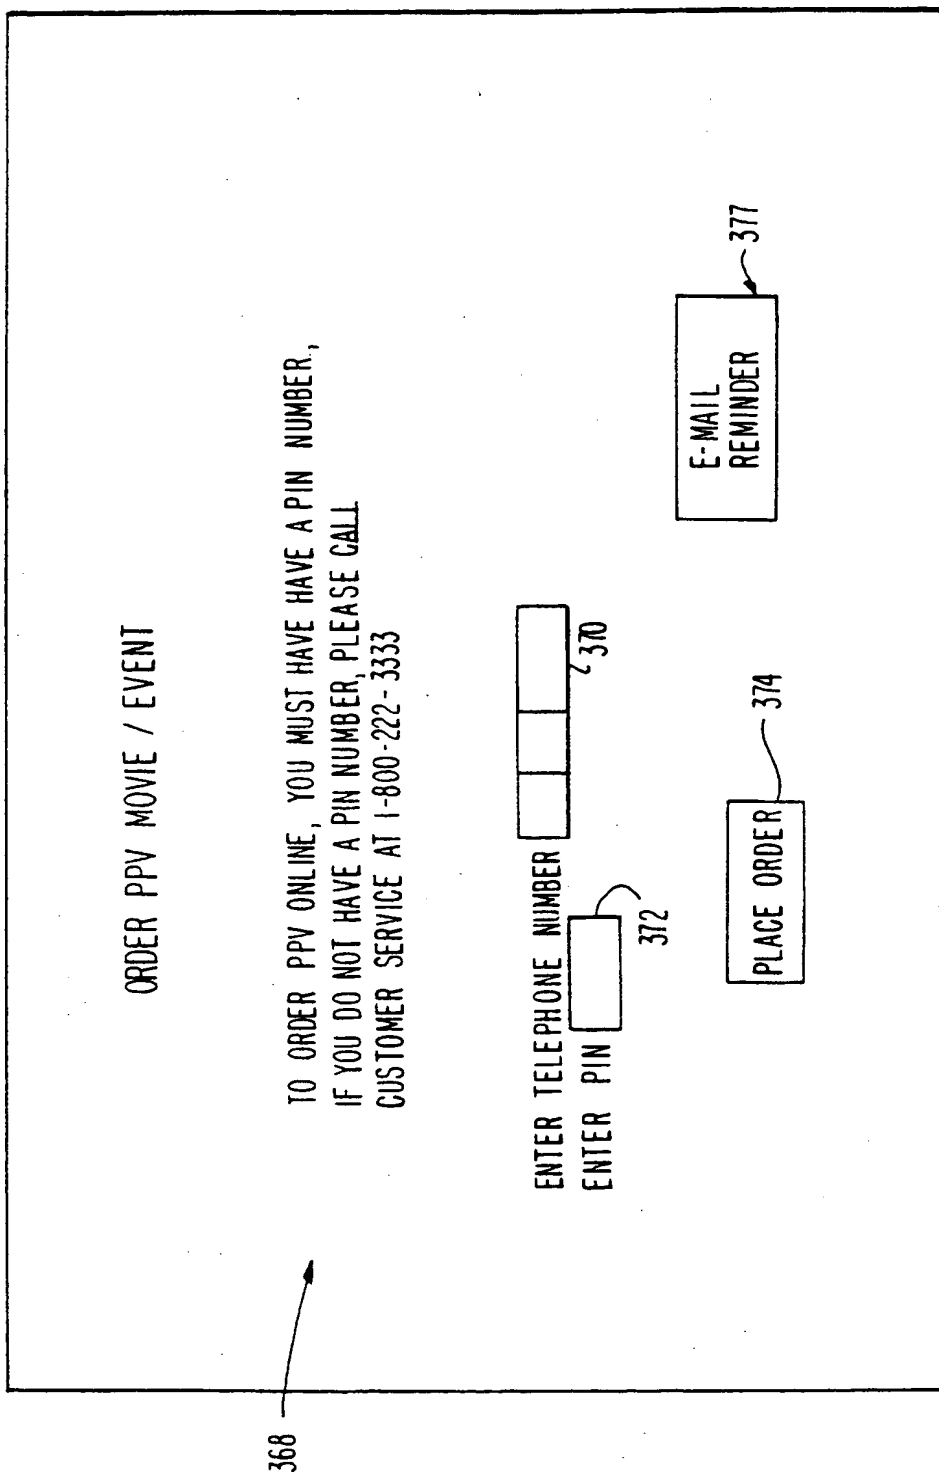 ORDER PPV MOVIE / EVENT
TO ORDER PPV ONLINE, YOU MUST HAVE HAVE A PIN NUMBER,
IF YOU DO NOT HAVE A PIN NUMBER, PLEASE CALL
CUSTOMER SERVICE AT 1-800-222-3333
ENTER TELEPHONE NUMBER
370
ENTER PIN
372
PLACE ORDER
374
E-MAIL
REMINDER
377
368